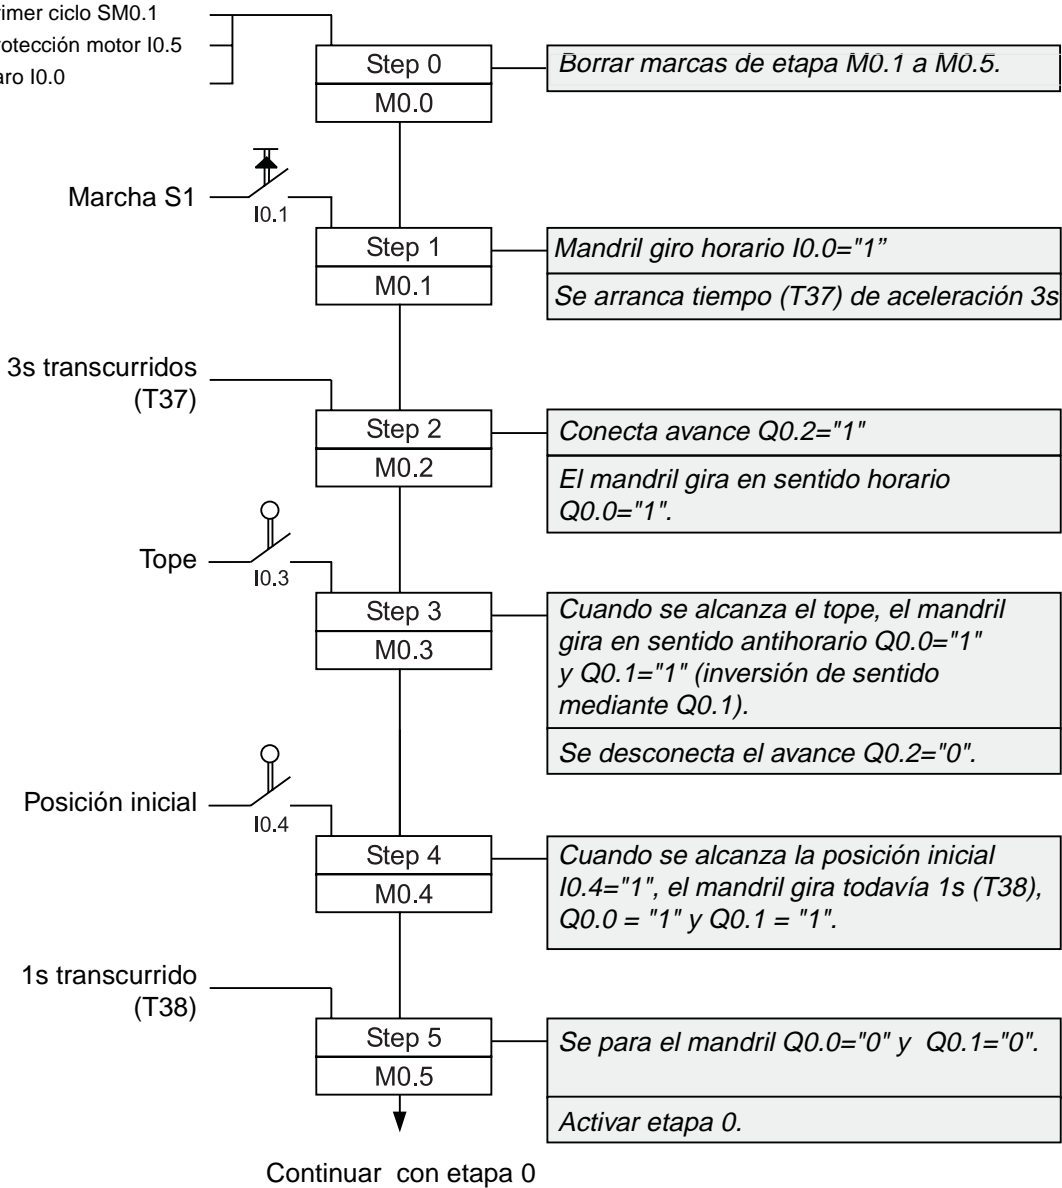 rimer ciclo SM0.1
rotección motor I0.5
aro I0.0
Step 0
M0.0
Borrar marcas de etapa M0.1 a M0.5.
Marcha S1
I0.1
Step 1
M0.1
Mandril giro horario I0.0="1”
Se arranca tiempo (T37) de aceleración 3s
3s transcurridos
(T37)
Step 2
M0.2
Conecta avance Q0.2="1"
El mandril gira en sentido horario
Q0.0="1".
Tope
I0.3
Step 3
M0.3
Cuando se alcanza el tope, el mandril
gira en sentido antihorario Q0.0="1"
y Q0.1="1" (inversión de sentido
mediante Q0.1).
Se desconecta el avance Q0.2="0".
Posición inicial
I0.4
Step 4
M0.4
Cuando se alcanza la posición inicial
I0.4="1", el mandril gira todavía 1s (T38),
Q0.0 = "1" y Q0.1 = "1".
1s transcurrido
(T38)
Step 5
M0.5
Se para el mandril Q0.0="0" y Q0.1="0".
Activar etapa 0.
Continuar con etapa 0